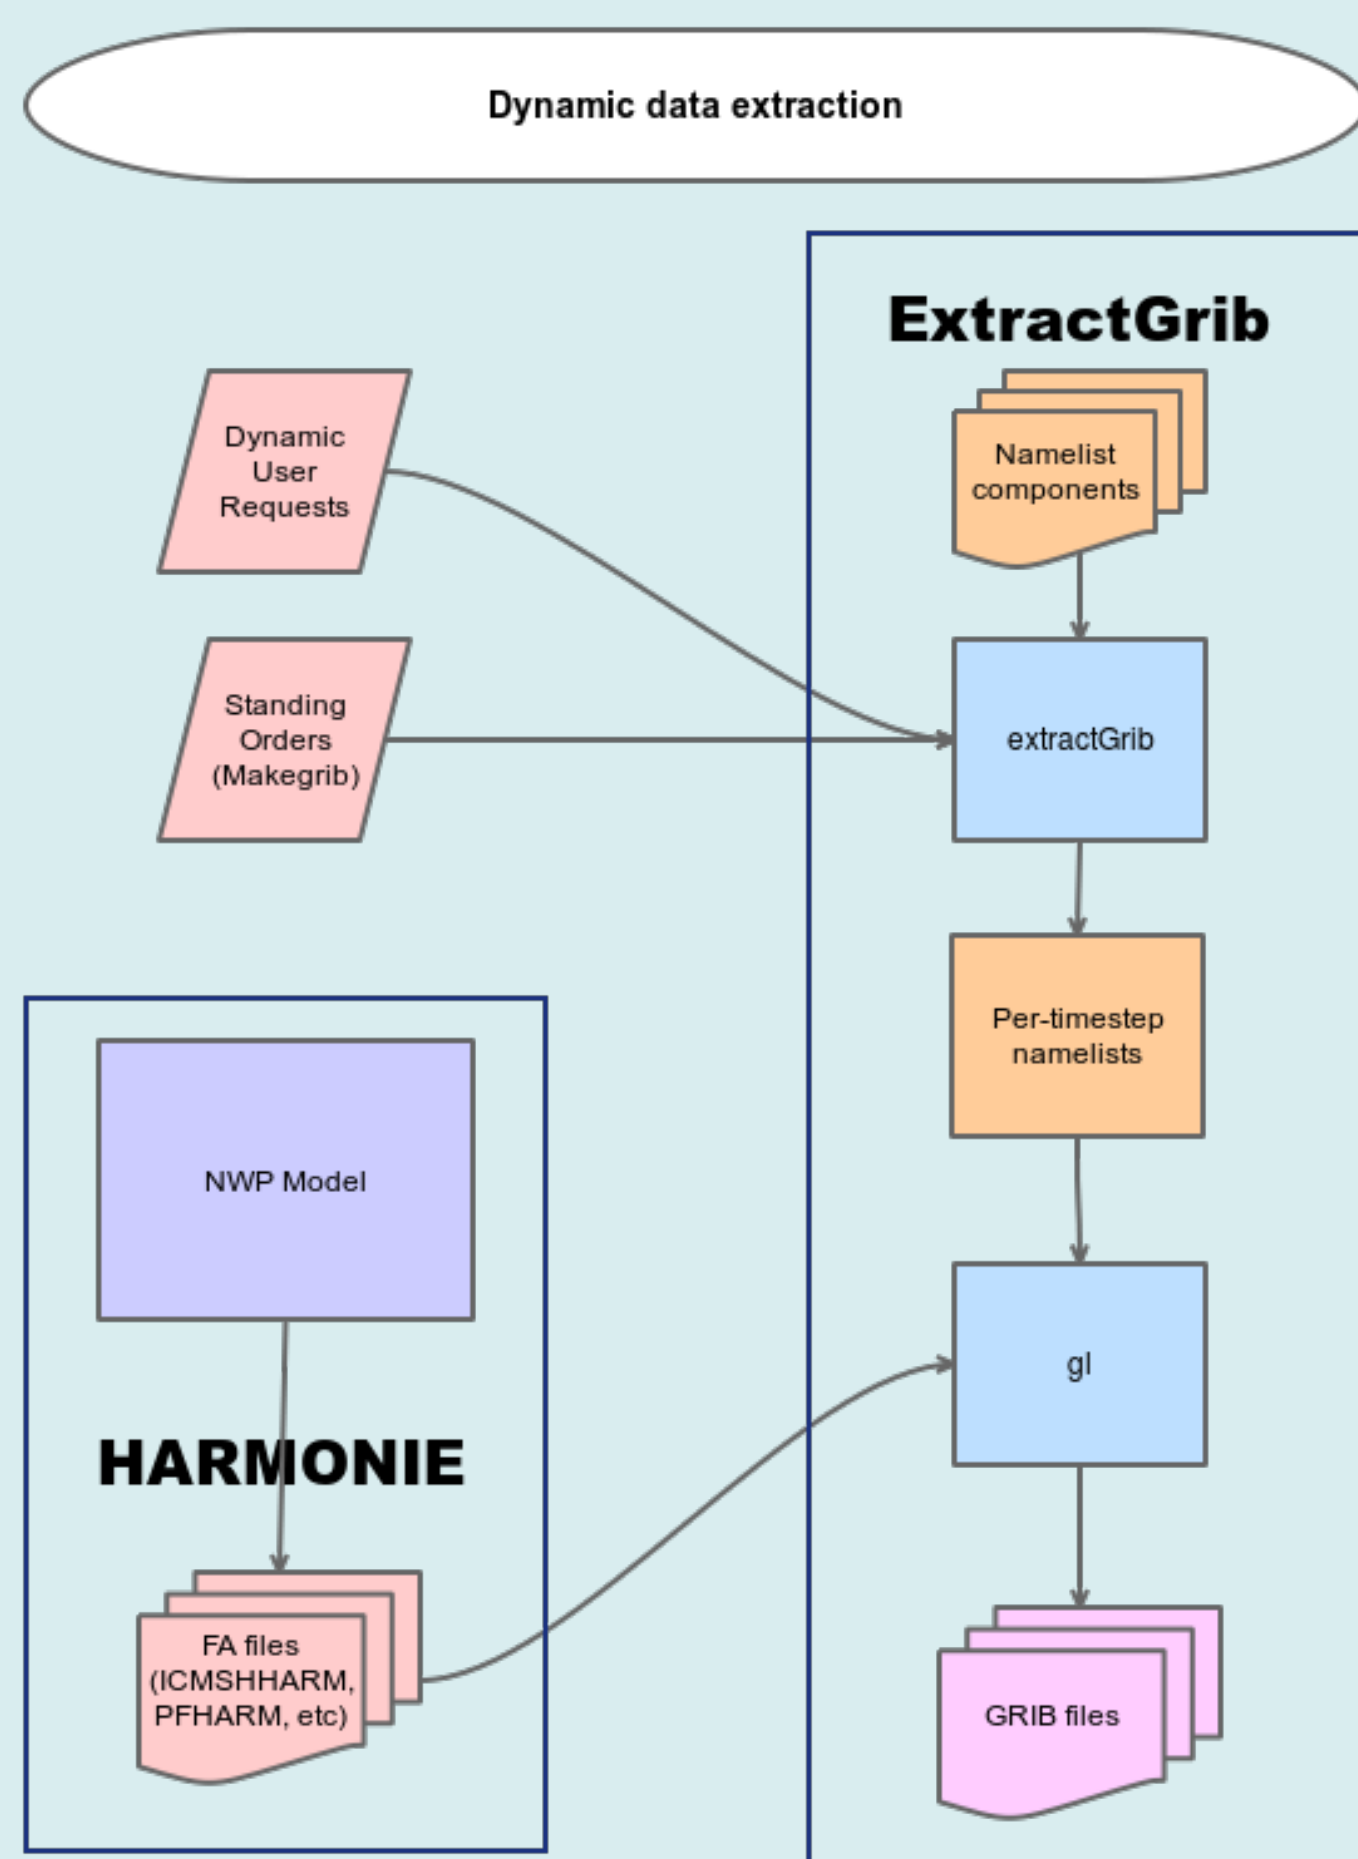 Dynamic data extraction
ExtractGrib
Dynamic
User
Requests
Namelist
components
Standing
Orders
(Makegrib)
extractGrib
Per-timestep
namelists
NWP Model
gl
HARMONIE
FA files
(ICMSHHARM,
PFHARM, etc)
GRIB files